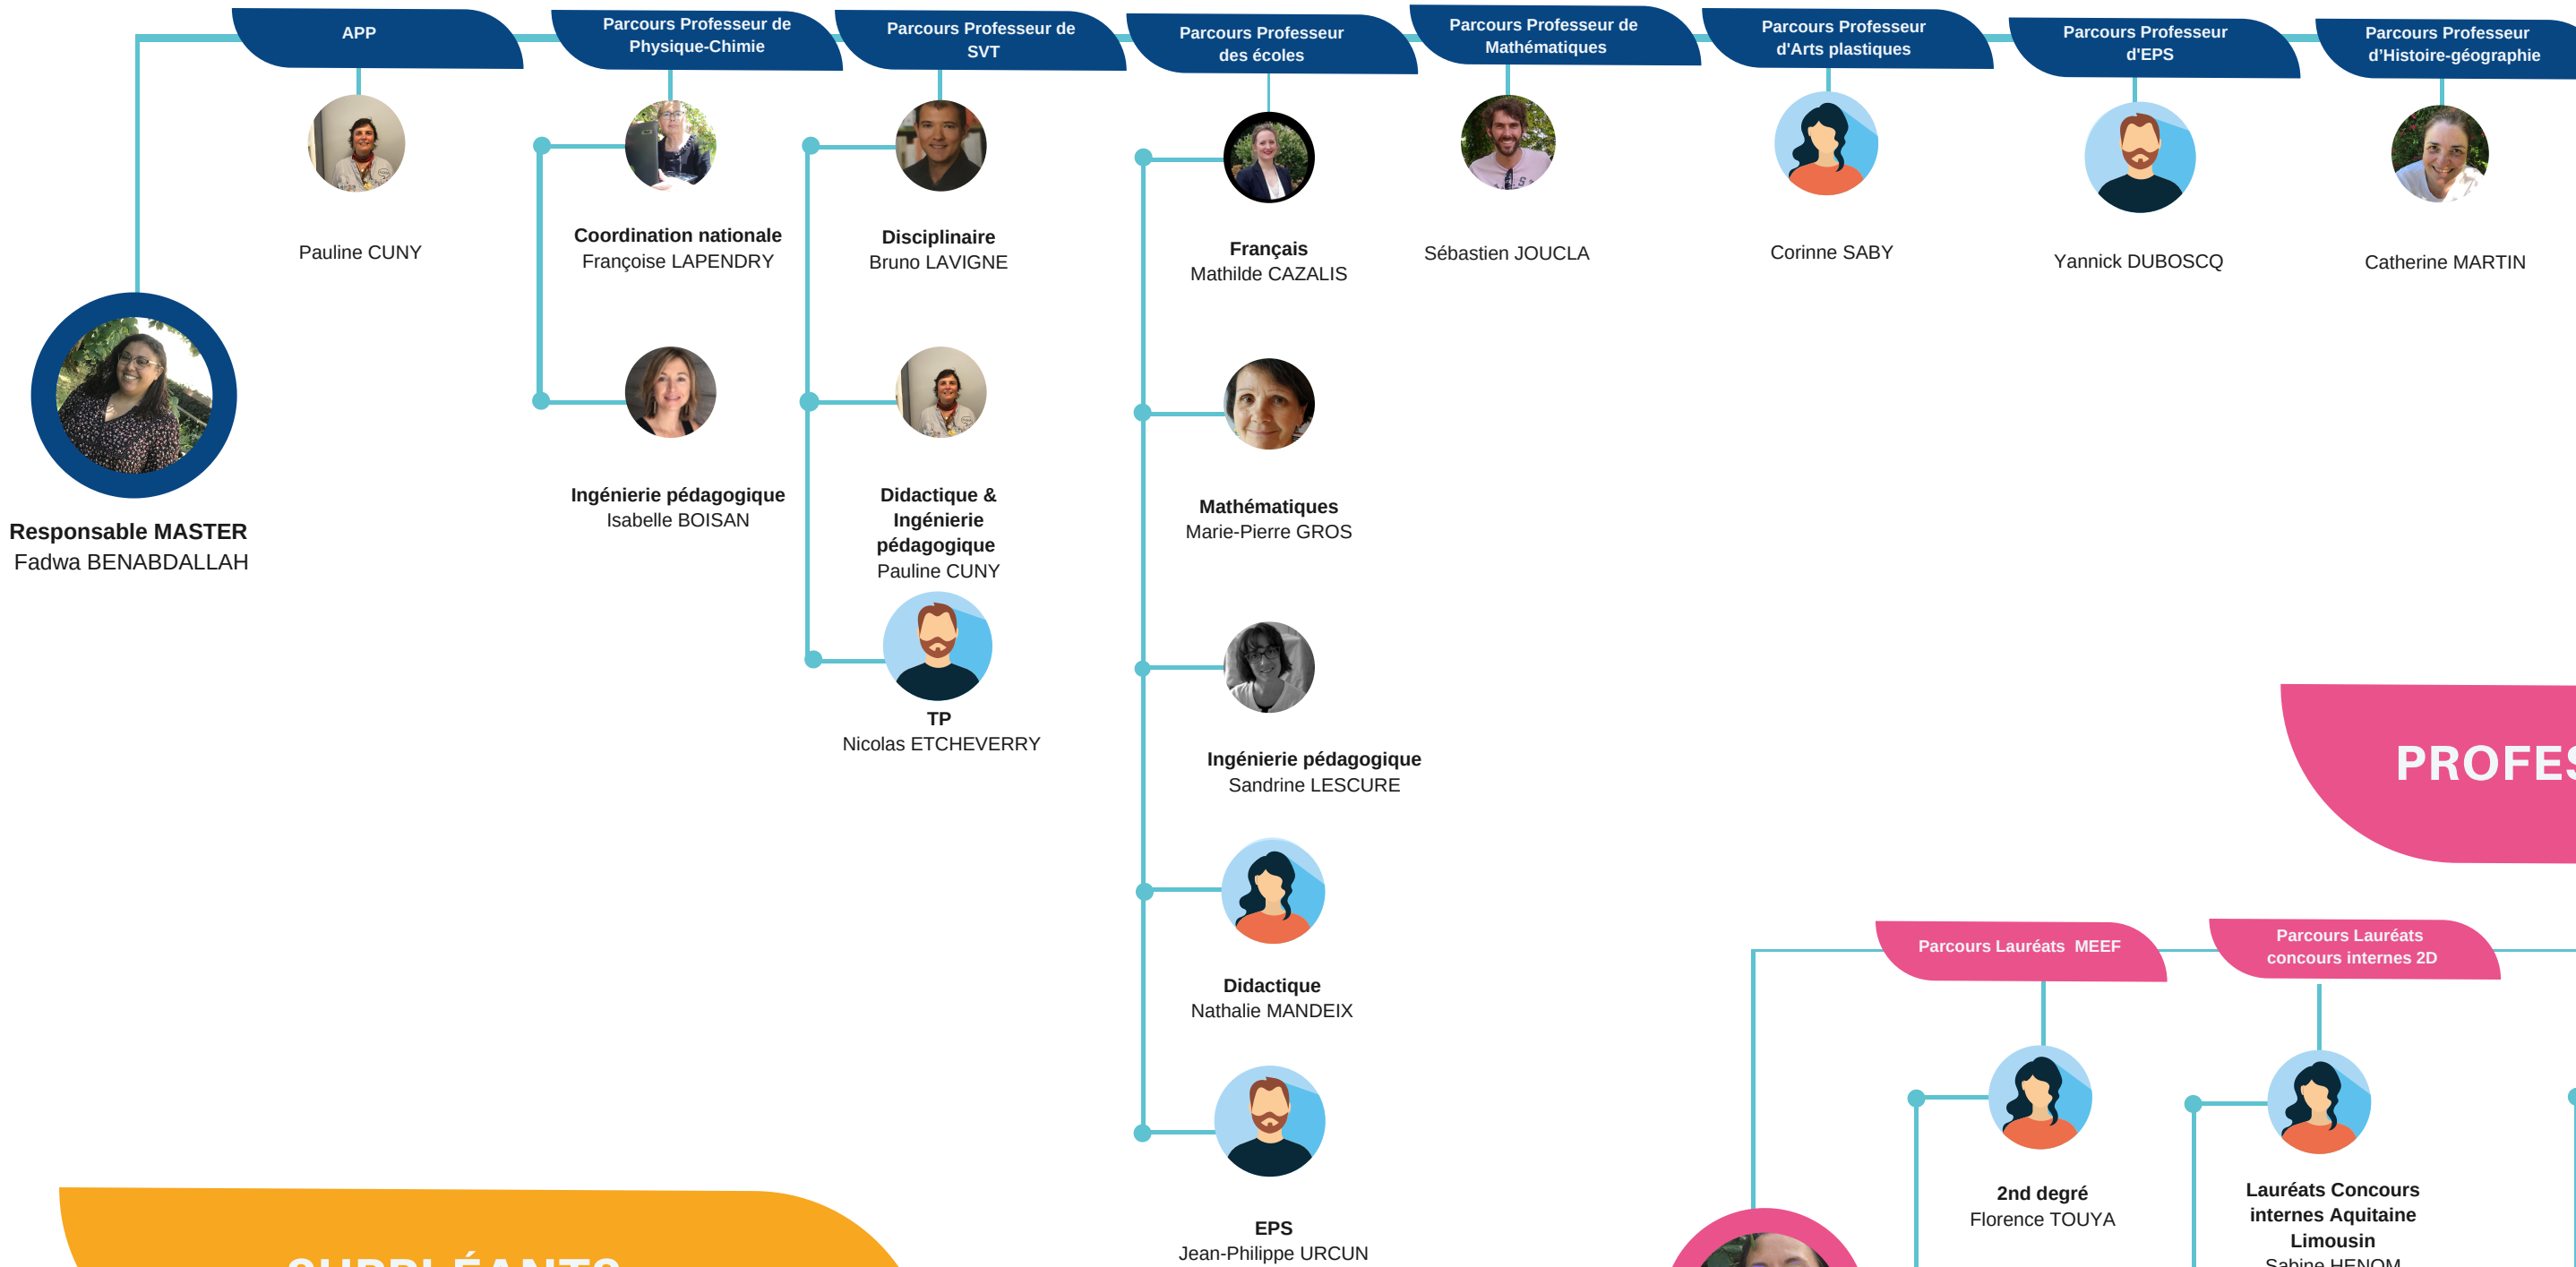 APP
Parcours Professeur de
Physique-Chimie
Parcours Professeur de
SVT
Parcours Professeur
des écoles
Parcours Professeur de
Mathématiques
Parcours Professeur
d'Arts plastiques
Parcours Professeur
d'EPS
Parcours Professeur
d’Histoire-géographie
Pauline CUNY
Coordination nationale
Françoise LAPENDRY
Disciplinaire
Bruno LAVIGNE
Français
Mathilde CAZALIS
Sébastien JOUCLA
Corinne SABY
Yannick DUBOSCQ
Catherine MARTIN
Responsable MASTER
Fadwa BENABDALLAH
Ingénierie pédagogique
Isabelle BOISAN
Didactique &
Ingénierie
pédagogique
Pauline CUNY
TP
Nicolas ETCHEVERRY
Mathématiques
Marie-Pierre GROS
Ingénierie pédagogique
Sandrine LESCURE
Didactique
Nathalie MANDEIX
EPS
Jean-Philippe URCUN
PROFES
Parcours Lauréats MEEF
Parcours Lauréats
concours internes 2D
2nd degré
Florence TOUYA
Lauréats Concours
internes Aquitaine
Limousin
Sabine HENOM
SUPPLÉANTS